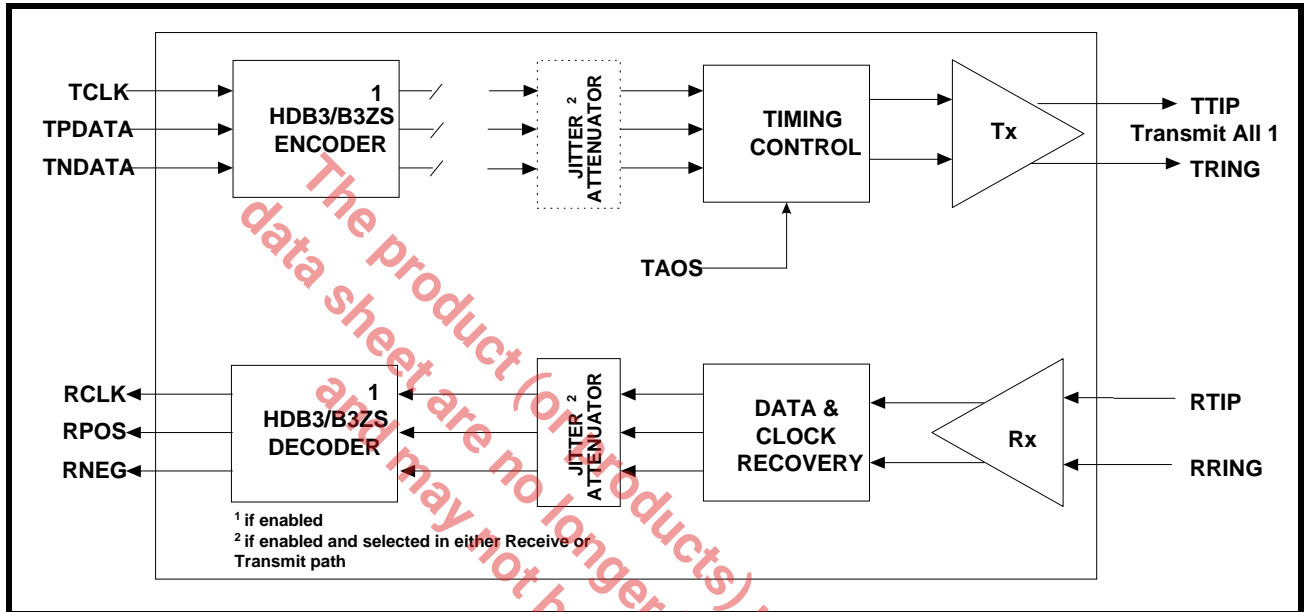 TCLK
TPDATA
TNDATA
1
HDB3/B3ZS
ENCODER
JITTER 2
ATTENUATOR
TIMING
CONTROL
Tx
TTIP
Transmit All 1
TRING
TAOS
RCLK
RPOS
RNEG
1
HDB3/B3ZS
DECODER
JITTER 2
ATTENUATOR
DATA &
CLOCK
RECOVERY
Rx
RTIP
RRING
1 if enabled
2 if enabled and selected in either Receive or
Transmit path
The product (or products)
data sheet are no longer
and may not